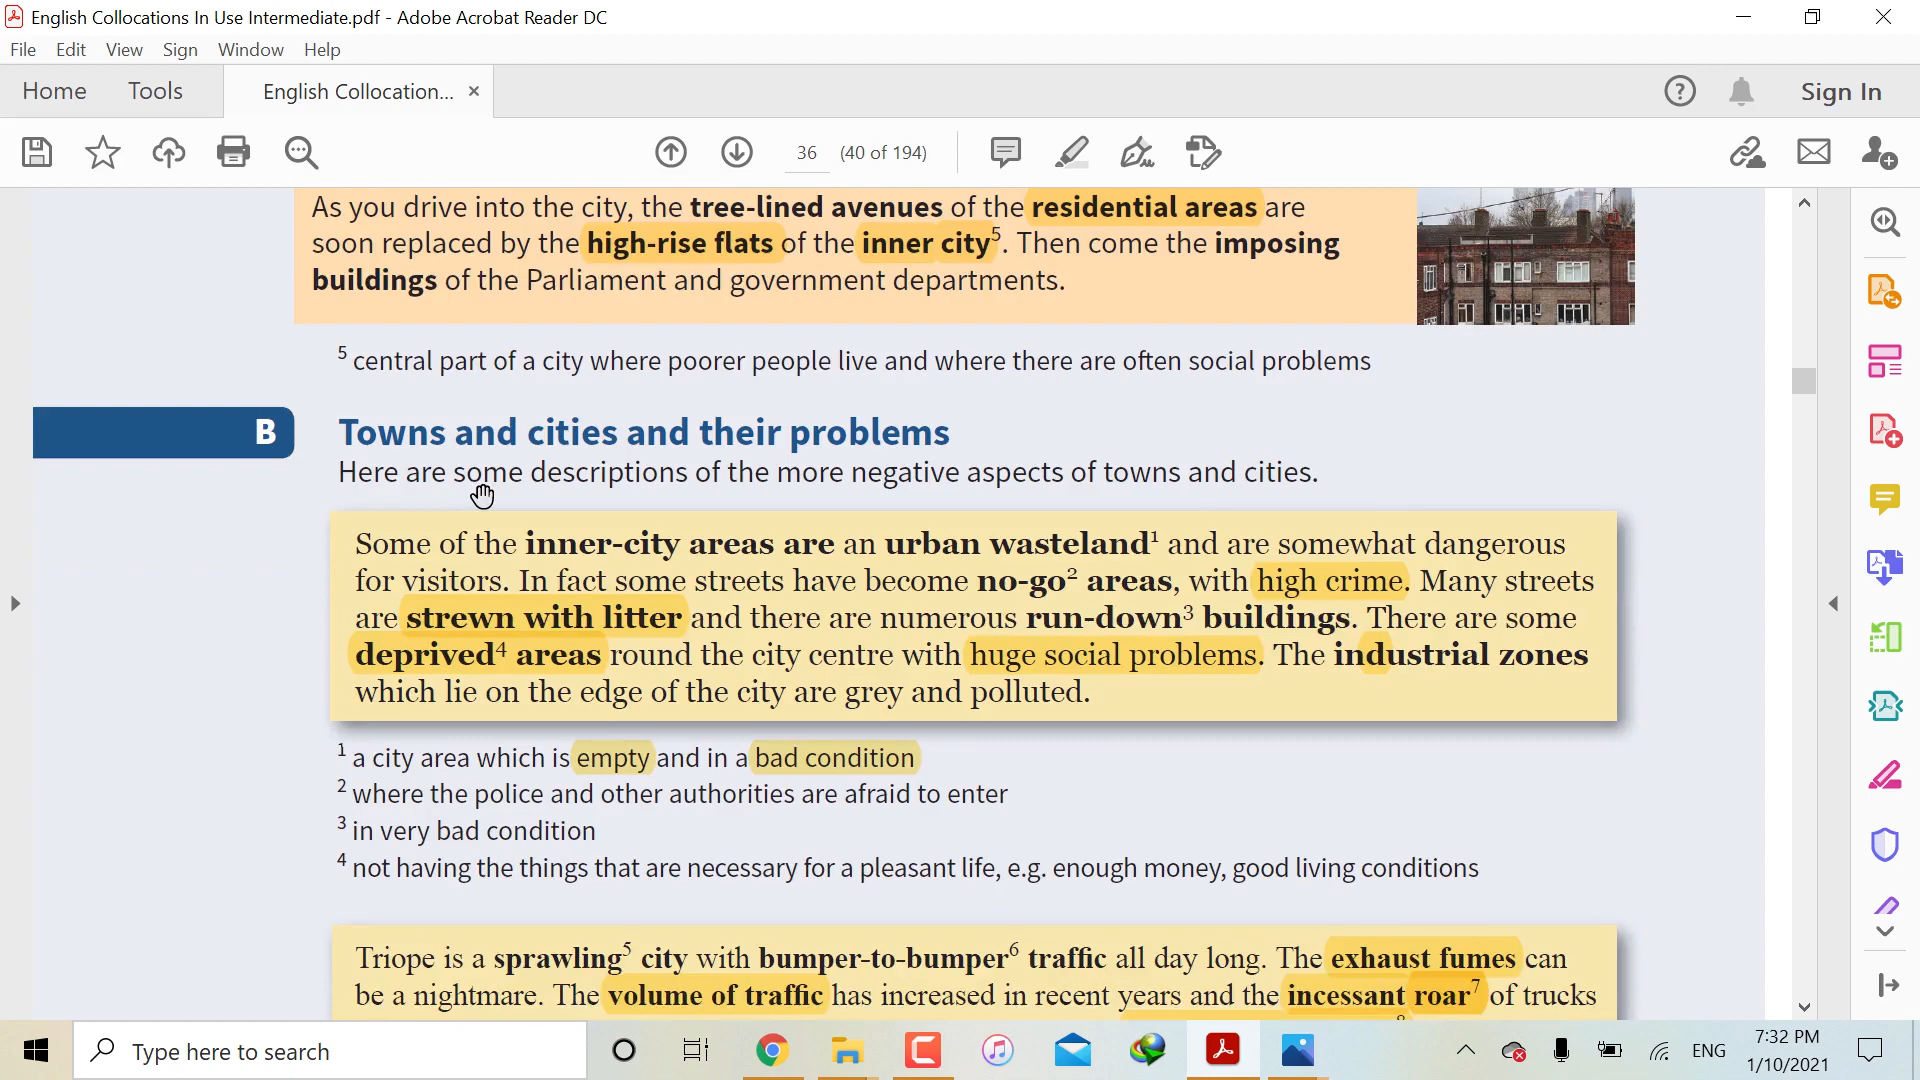 English Collocations In Use Intermediate.pdf - Adobe Acrobat Reader DC
File Edit View Sign Window Help
Home Tools English Collocation... × Sign In
36 (40 of 194)
As you drive into the city, the tree-lined avenues of the residential areas are
soon replaced by the high-rise flats of the inner city⁵. Then come the imposing
buildings of the Parliament and government departments.
⁵ central part of a city where poorer people live and where there are often social problems
B Towns and cities and their problems
Here are some descriptions of the more negative aspects of towns and cities.
Some of the inner-city areas are an urban wasteland¹ and are somewhat dangerous
for visitors. In fact some streets have become no-go² areas, with high crime. Many streets
are strewn with litter and there are numerous run-down³ buildings. There are some
deprived⁴ areas round the city centre with huge social problems. The industrial zones
which lie on the edge of the city are grey and polluted.
¹ a city area which is empty and in a bad condition
² where the police and other authorities are afraid to enter
³ in very bad condition
⁴ not having the things that are necessary for a pleasant life, e.g. enough money, good living conditions
Triope is a sprawling⁵ city with bumper-to-bumper⁶ traffic all day long. The exhaust fumes can
be a nightmare. The volume of traffic has increased in recent years and the incessant roar⁷ of trucks
8
Type here to search
ENG
7:32 PM
1/10/2021